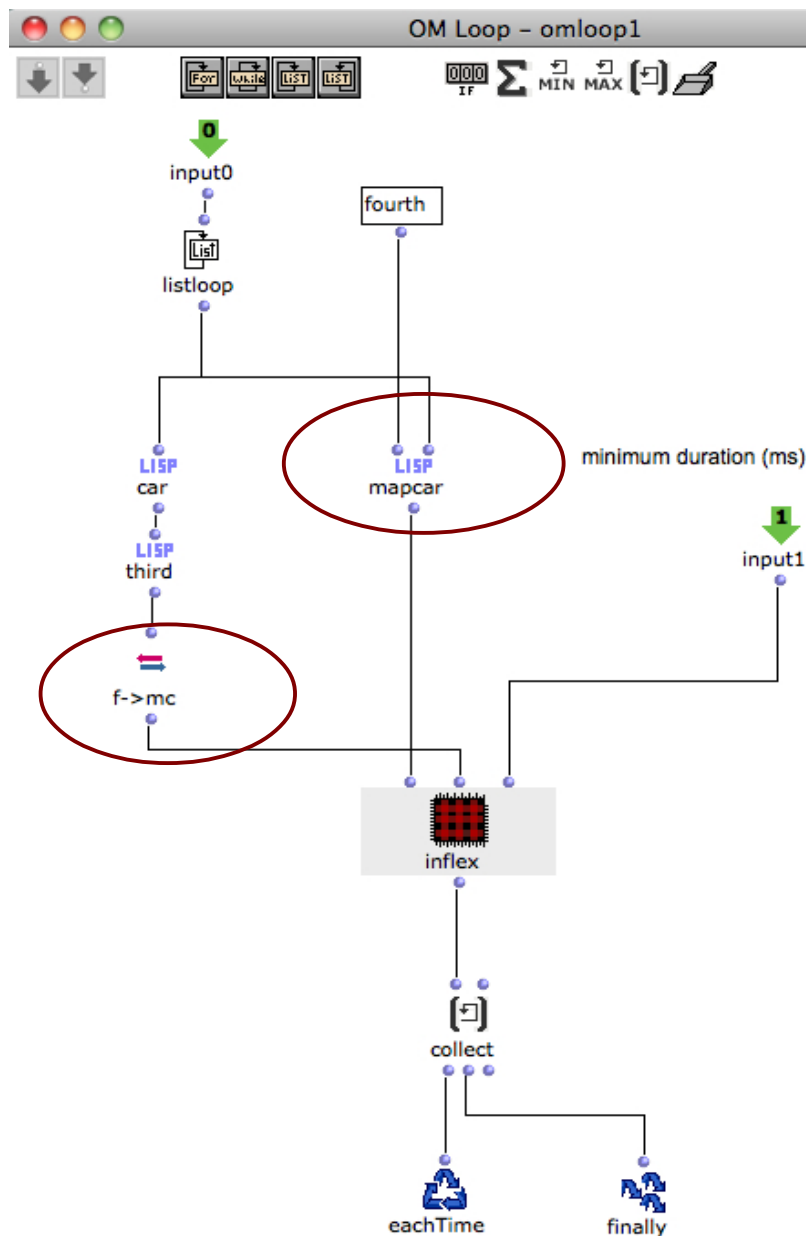 OM Loop – omloop1
For While LIST LIST 000 IF Σ MIN MAX
0
input0
fourth
List
listloop
LISP LISP minimum duration (ms)
car mapcar
1
LISP
third input1
f->mc
inflex
collect
eachTime finally